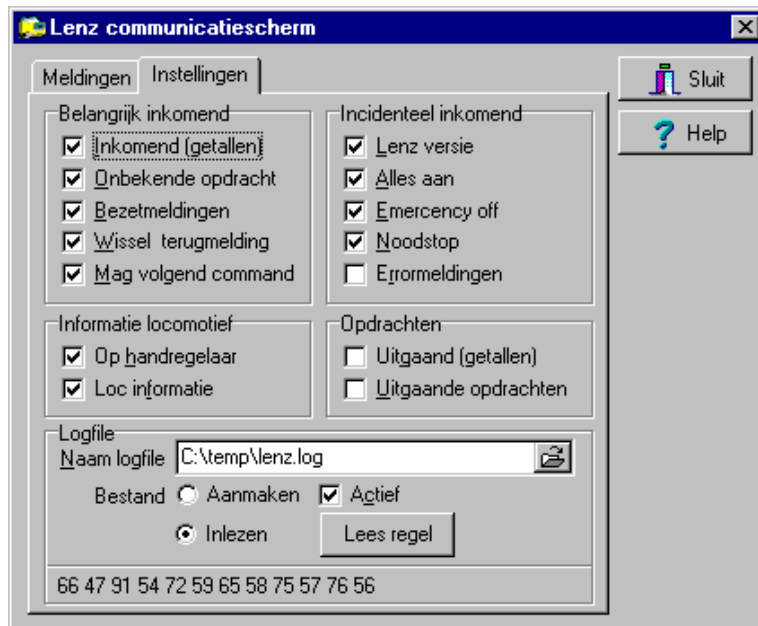 Lenz communicatiescherm
Meldingen Instellingen
Sluit
Help
Belangrijk inkomend
Inkomend (getallen)
Onbekende opdracht
Bezetmeldingen
Wissel terugmelding
Mag volgend command
Incidenteel inkomend
Lenz versie
Alles aan
Emercency off
Noodstop
Errormeldingen
Informatie locomotief
Op handregelaar
Loc informatie
Opdrachten
Uitgaand (getallen)
Uitgaande opdrachten
Logfile
Naam logfile C:\temp\lenz.log
Bestand Aanmaken Actief
Inlezen Lees regel
66 47 91 54 72 59 65 58 75 57 76 56